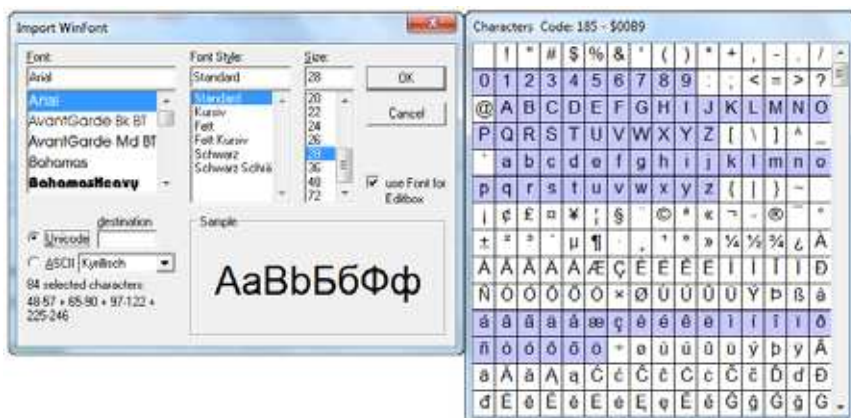 Import WinFont
Font:
Arial
Arial
AvantGarde Bk BT
AvantGarde Md BT
Bahamas
BahamasHeavy
Font Style:
Standard
Standard
Kursiv
Fett
Fett Kursiv
Schwarz
Schwarz Schrä
Size:
28
20
22
24
26
28
36
48
72
OK
Cancel
use Font for
Editbox
destination
Unicode
ASCII Kyrillisch
84 selected characters:
48-57 + 65-90 + 97-122 +
225-246
Sample
AaBbБбФф
Characters Code: 185 - $00B9
! " # $ % & ' ( ) * + , - . /
0 1 2 3 4 5 6 7 8 9 : ; < = > ?
@ A B C D E F G H I J K L M N O
P Q R S T U V W X Y Z [ \ ] ^ _
` a b c d e f g h i j k l m n o
p q r s t u v w x y z { | } ~
¡ ¢ £ ¤ ¥ ¦ § ¨ © ª « ¬ - ® ¯ °
± ² ³ ´ µ ¶ · ¸ ¹ º » ¼ ½ ¾ ¿ À
Á Â Ã Ä Å Æ Ç È É Ê Ë Ì Í Î Ï Ð
Ñ Ò Ó Ô Õ Ö × Ø Ù Ú Û Ü Ý Þ ß à
á â ã ä å æ ç è é ê ë ì í î ï ð
ñ ò ó ô õ ö ÷ ø ù ú û ü ý þ ÿ Ā
ā Ă ă Ą ą Ć ć Ĉ ĉ Ċ ċ Č č Ď ď Đ
đ Ē ē Ĕ ĕ Ė ė Ę ę Ě ě Ĝ ĝ Ğ ğ Ġ